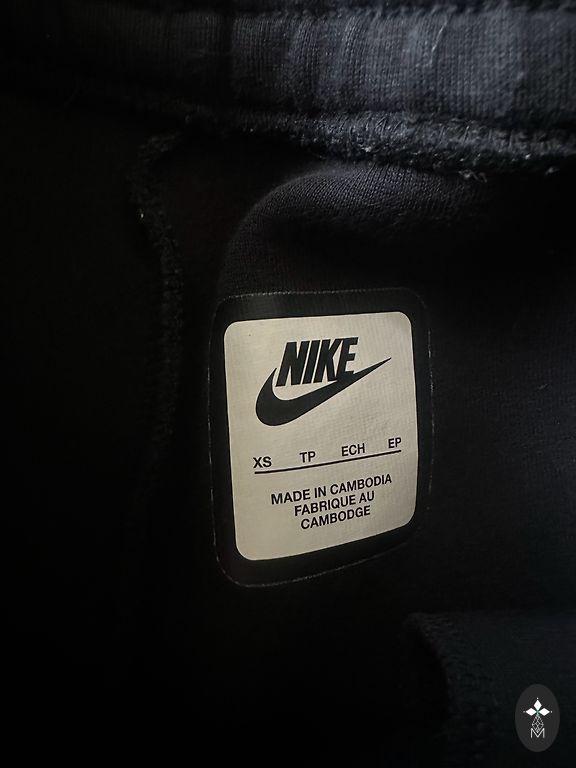 NIKE
XS TP ECH EP
MADE IN CAMBODIA
FABRIQUE AU
CAMBODGE
M